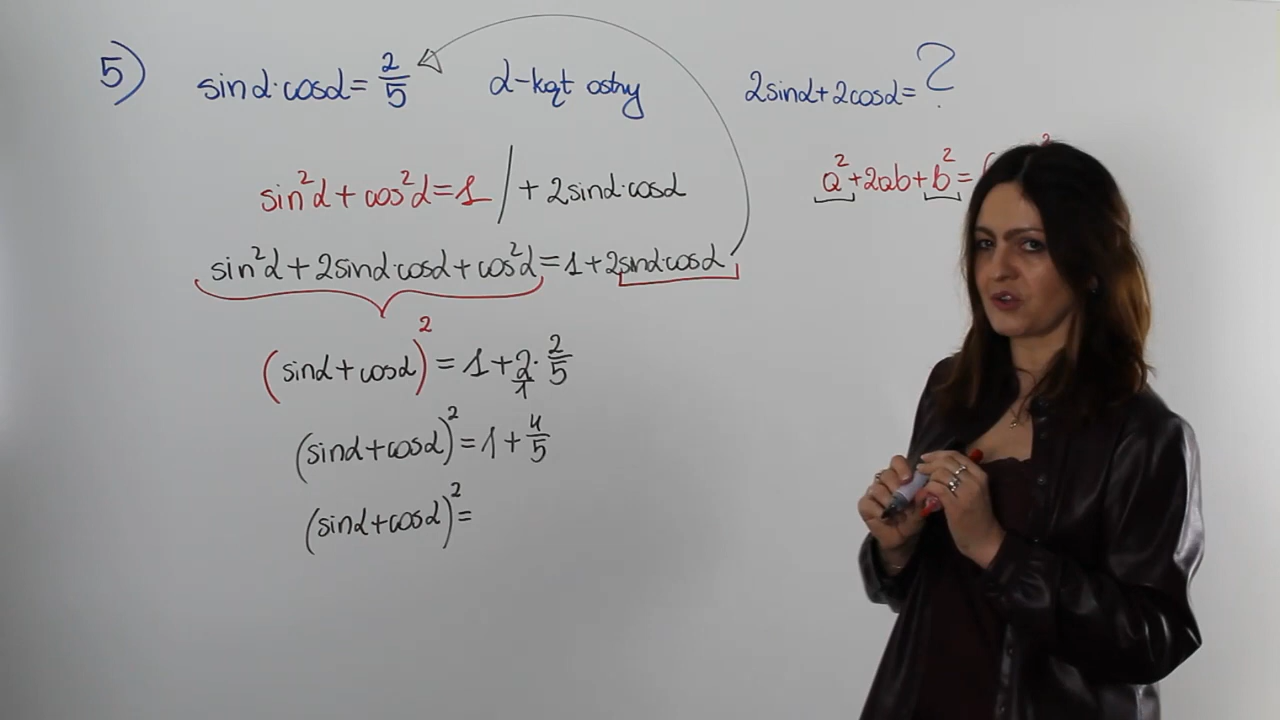 5) sinα·cosα = 2/5 α-kąt ostry 2sinα+2cosα=?
sin²α + cos²α = 1 / + 2sinα·cosα
a²+2ab+b²=
sin²α + 2sinα·cosα + cos²α = 1 + 2sinα·cosα
(sinα + cosα)² = 1 + 2/1 · 2/5
(sinα+cosα)² = 1 + 4/5
(sinα+cosα)² =